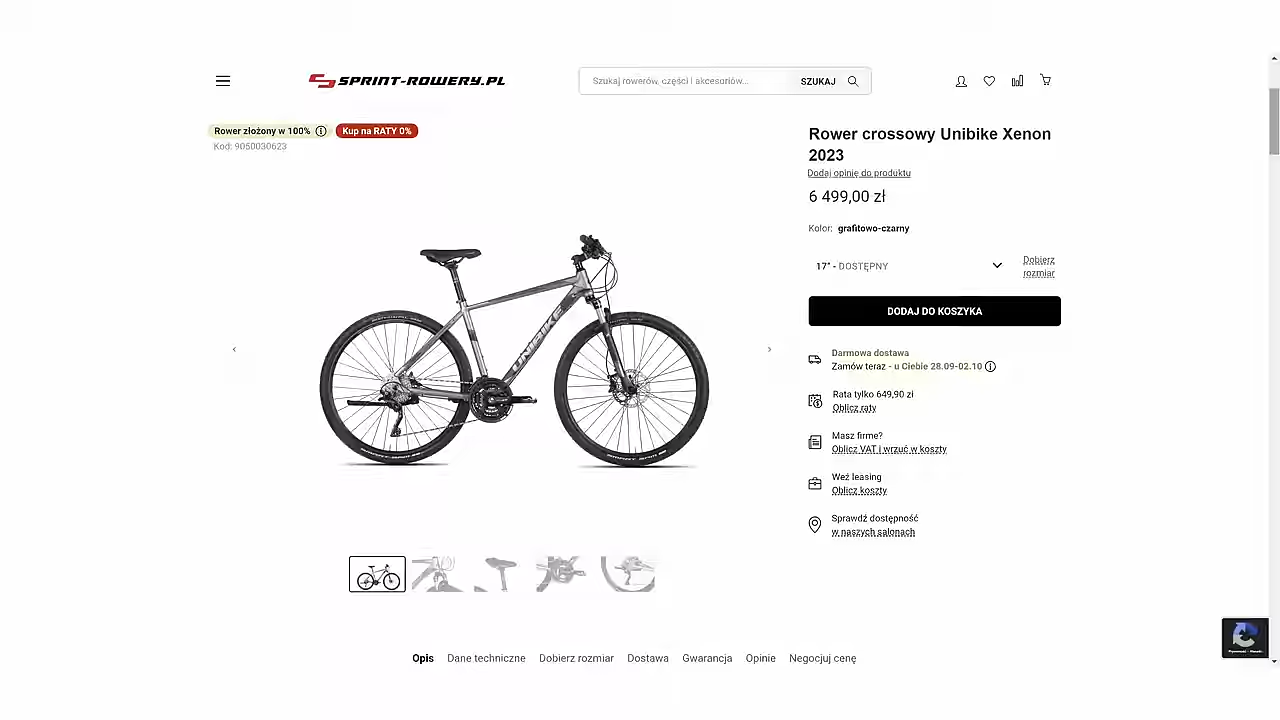 SPRINT-ROWERY.PL
Szukaj rowerów, części i akcesoriów...
SZUKAJ
Rower złożony w 100%
Kup na RATY 0%
Kod: 9050030623
Rower crossowy Unibike Xenon
2023
Dodaj opinię do produktu
6 499,00 zł
Kolor: grafitowo-czarny
17" - DOSTĘPNY
Dobierz
rozmiar
DODAJ DO KOSZYKA
Darmowa dostawa
Zamów teraz - u Ciebie 28.09-02.10
Rata tylko 649,90 zł
Oblicz raty
Masz firmę?
Oblicz VAT i wrzuć w koszty
Weź leasing
Oblicz koszty
Sprawdź dostępność
w naszych salonach
UNIBIKE
Opis
Dane techniczne
Dobierz rozmiar
Dostawa
Gwarancja
Opinie
Negocjuj cenę